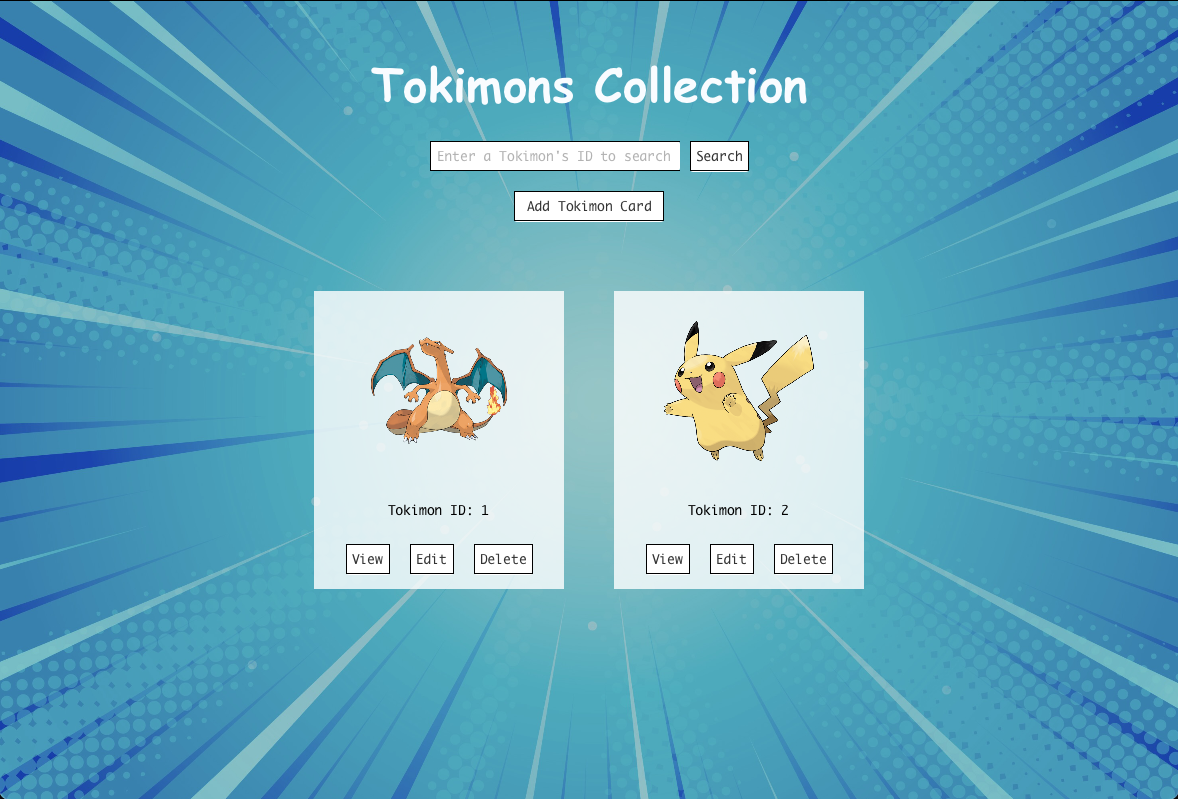 Tokimons Collection
Enter a Tokimon's ID to search Search
Add Tokimon Card
Tokimon ID: 1
View Edit Delete
Tokimon ID: 2
View Edit Delete